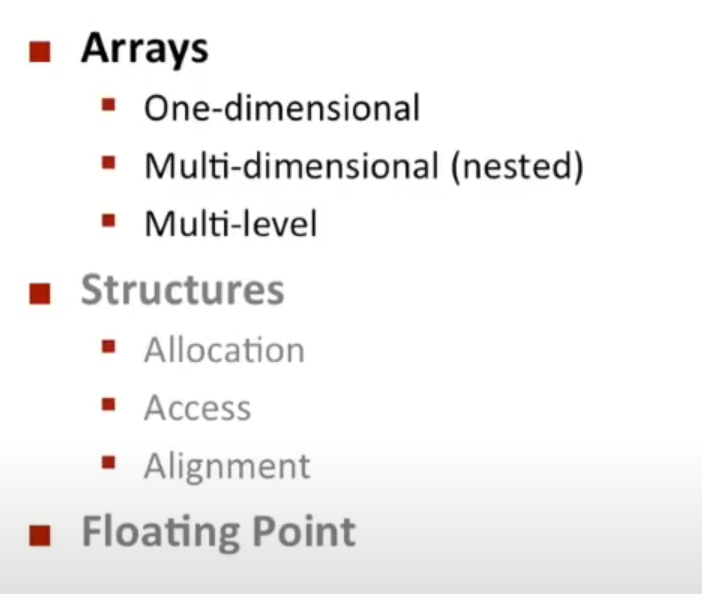 Arrays
One-dimensional
Multi-dimensional (nested)
Multi-level
Structures
Allocation
Access
Alignment
Floating Point